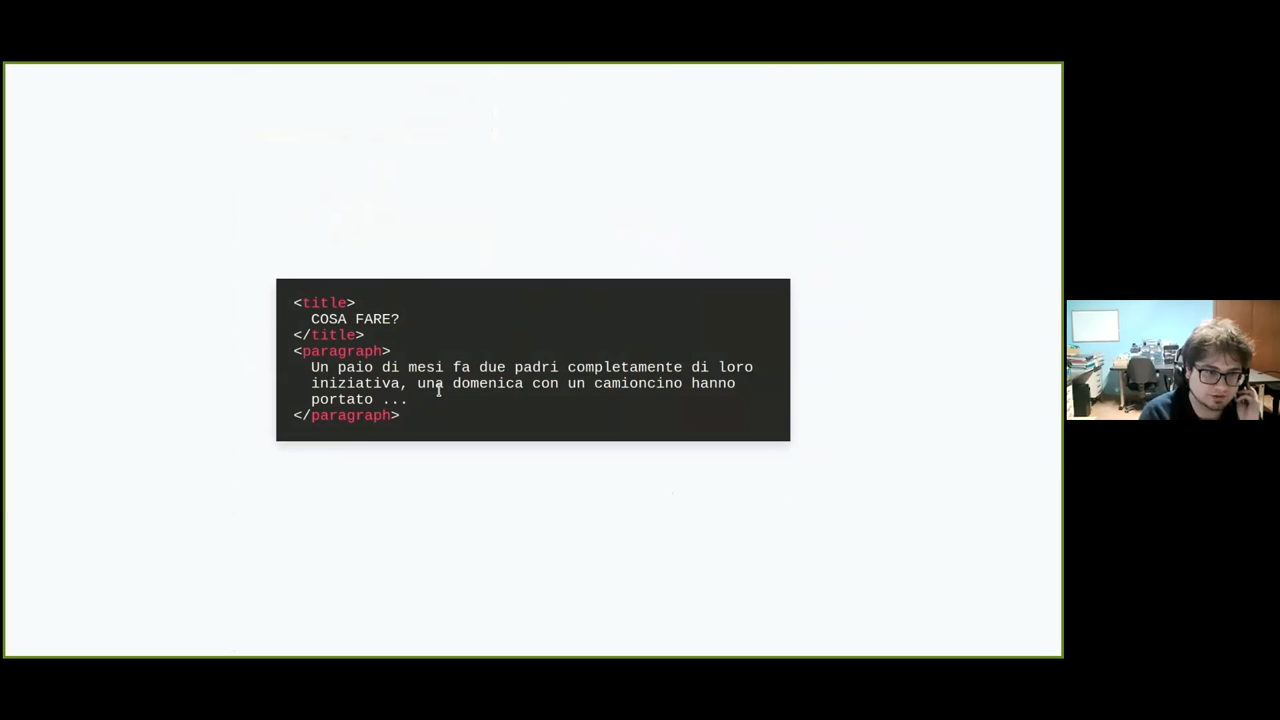 <title>
COSA FARE?
</title>
<paragraph>
Un paio di mesi fa due padri completamente di loro
iniziativa, una domenica con un camioncino hanno
portato ...
</paragraph>